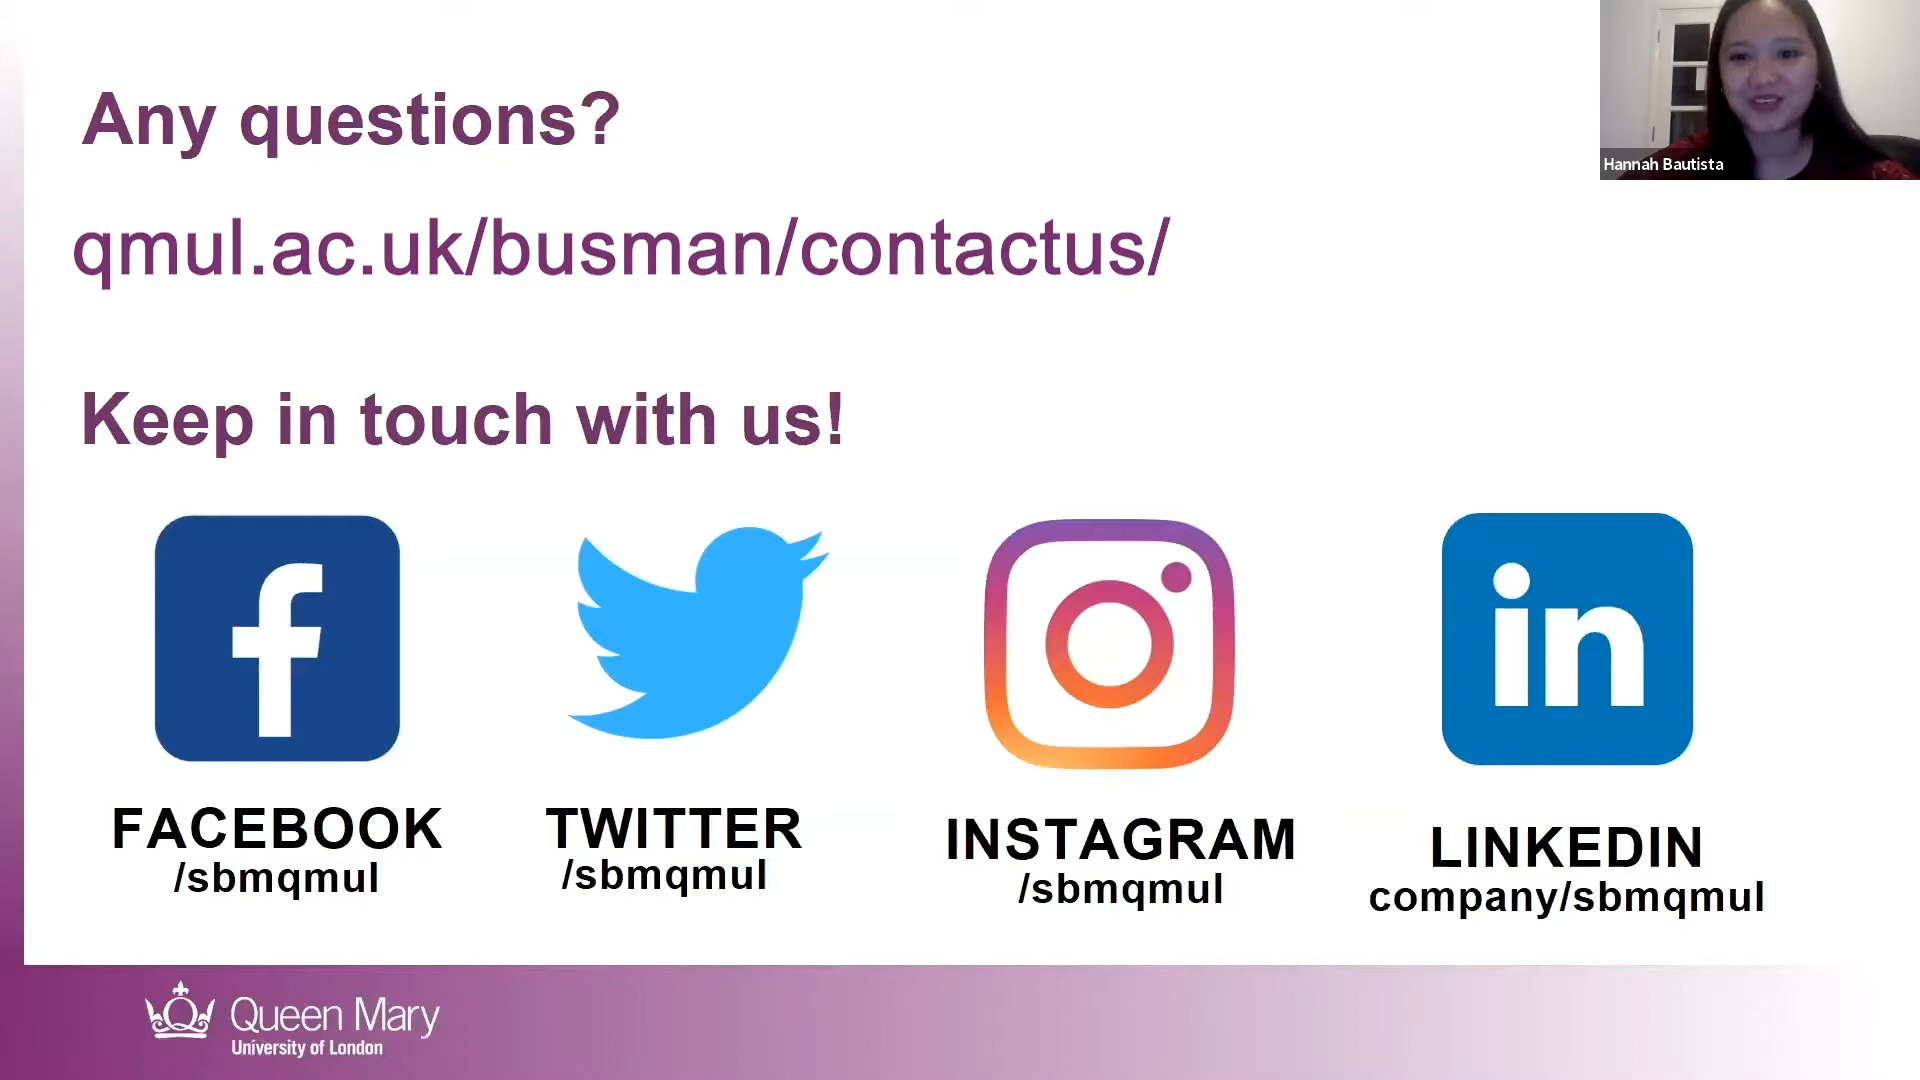 Any questions?
qmul.ac.uk/busman/contactus/
Hannah Bautista
Keep in touch with us!
FACEBOOK
/sbmqmul
TWITTER
/sbmqmul
INSTAGRAM
/sbmqmul
LINKEDIN
company/sbmqmul
Queen Mary
University of London